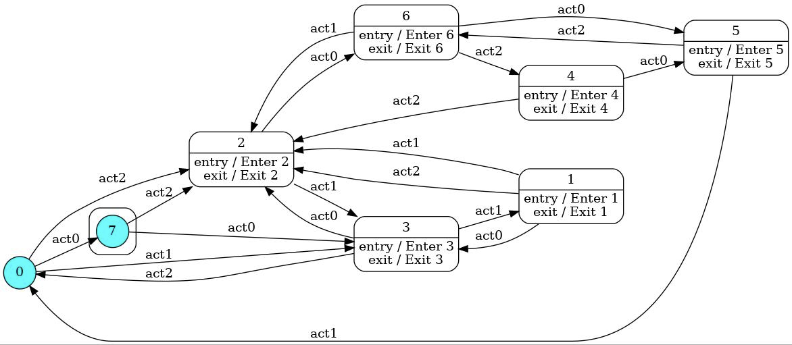 6
entry / Enter 6
exit / Exit 6
act0
act2
5
entry / Enter 5
exit / Exit 5
act1
act0
act2
act0
4
entry / Enter 4
exit / Exit 4
act2
2
entry / Enter 2
exit / Exit 2
act1
act2
act2
act2
act1
1
entry / Enter 1
exit / Exit 1
act0
act1
act0
7
act0
act0
3
entry / Enter 3
exit / Exit 3
act1
act2
0
act1